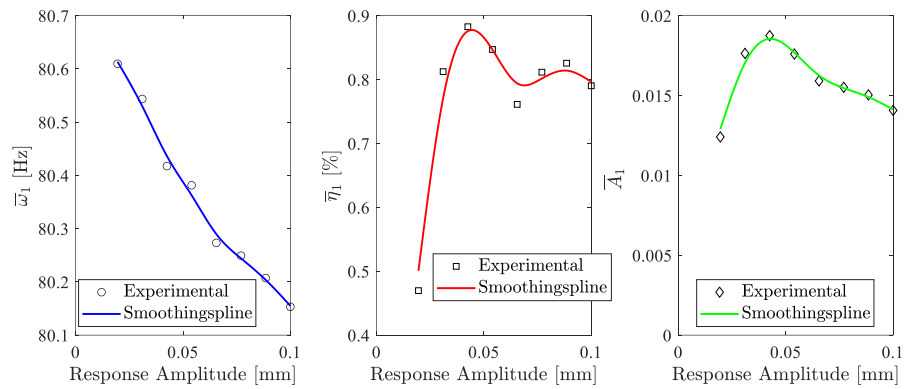 80.7
80.6
80.5
80.4
80.3
80.2
80.1
0
0.05
0.1
ω̅₁ [Hz]
Response Amplitude [mm]
Experimental
Smoothingspline
0.9
0.8
0.7
0.6
0.5
0.4
0
0.05
0.1
η̅₁ [%]
Response Amplitude [mm]
Experimental
Smoothingspline
0.02
0.015
0.01
0.005
0
0
0.05
0.1
A̅₁
Response Amplitude [mm]
Experimental
Smoothingspline